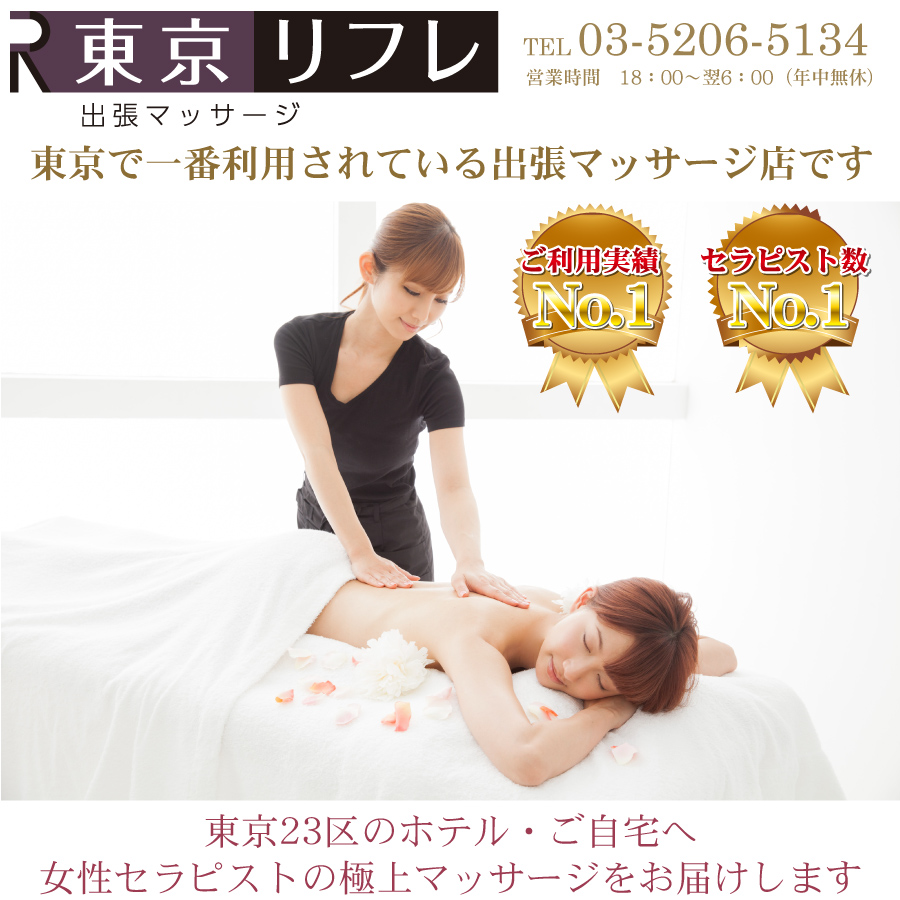 東京リフレ
出張マッサージ
TEL 03-5206-5134
営業時間　18：00～翌6：00（年中無休）
東京で一番利用されている出張マッサージ店です
ご利用実績
No.1
セラピスト数
No.1
東京23区のホテル・ご自宅へ
女性セラピストの極上マッサージをお届けします